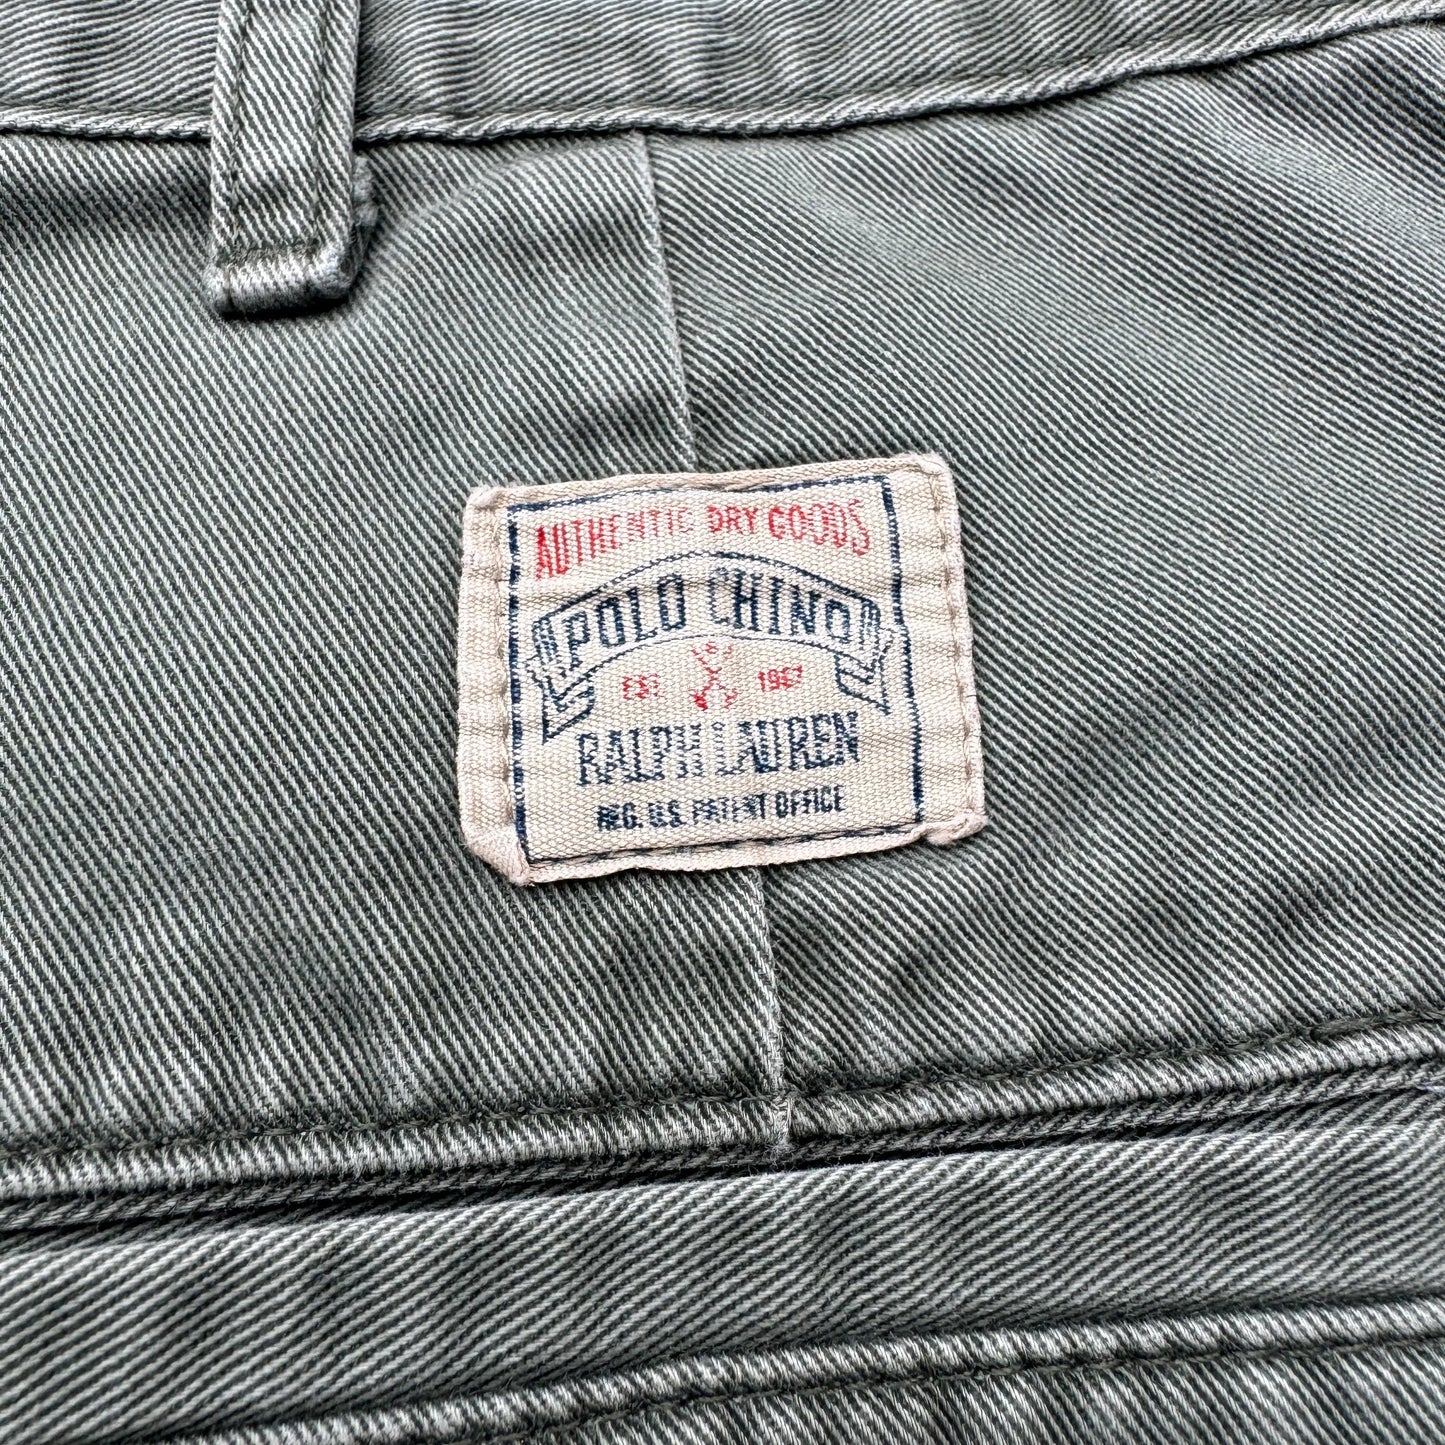 AUTHENTIC DRY GOODS
POLO CHINO
EST 1967
RALPH LAUREN
REG. U.S. PATENT OFFICE